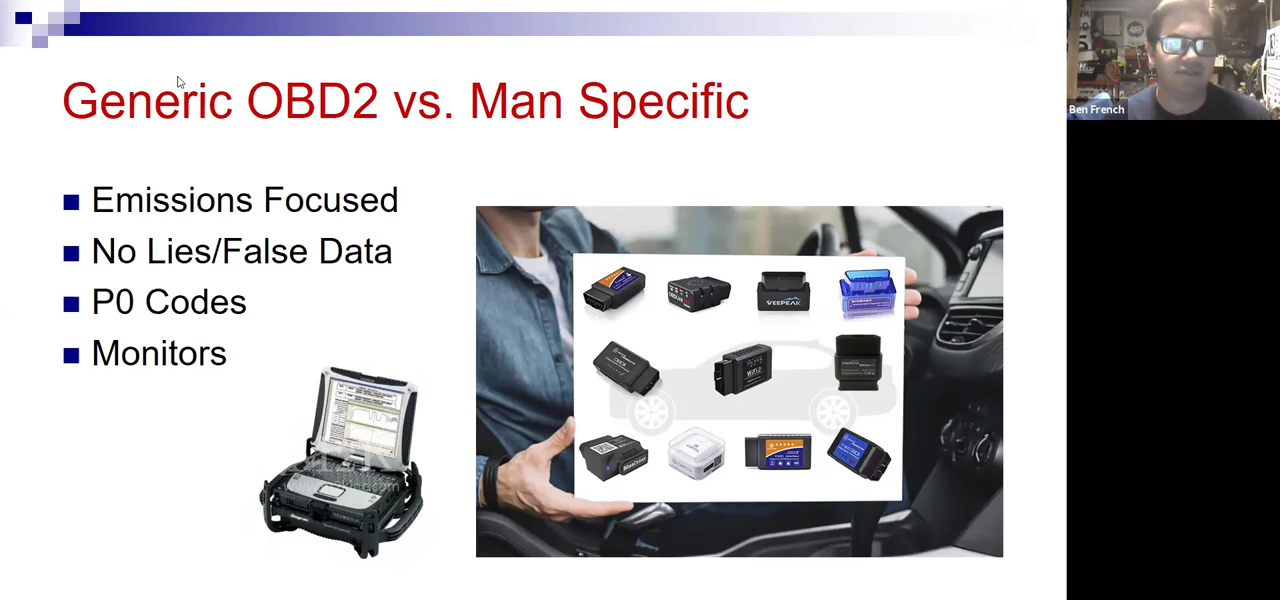 Generic OBD2 vs. Man Specific
Emissions Focused
No Lies/False Data
P0 Codes
Monitors
VEEPEAK
Ben French